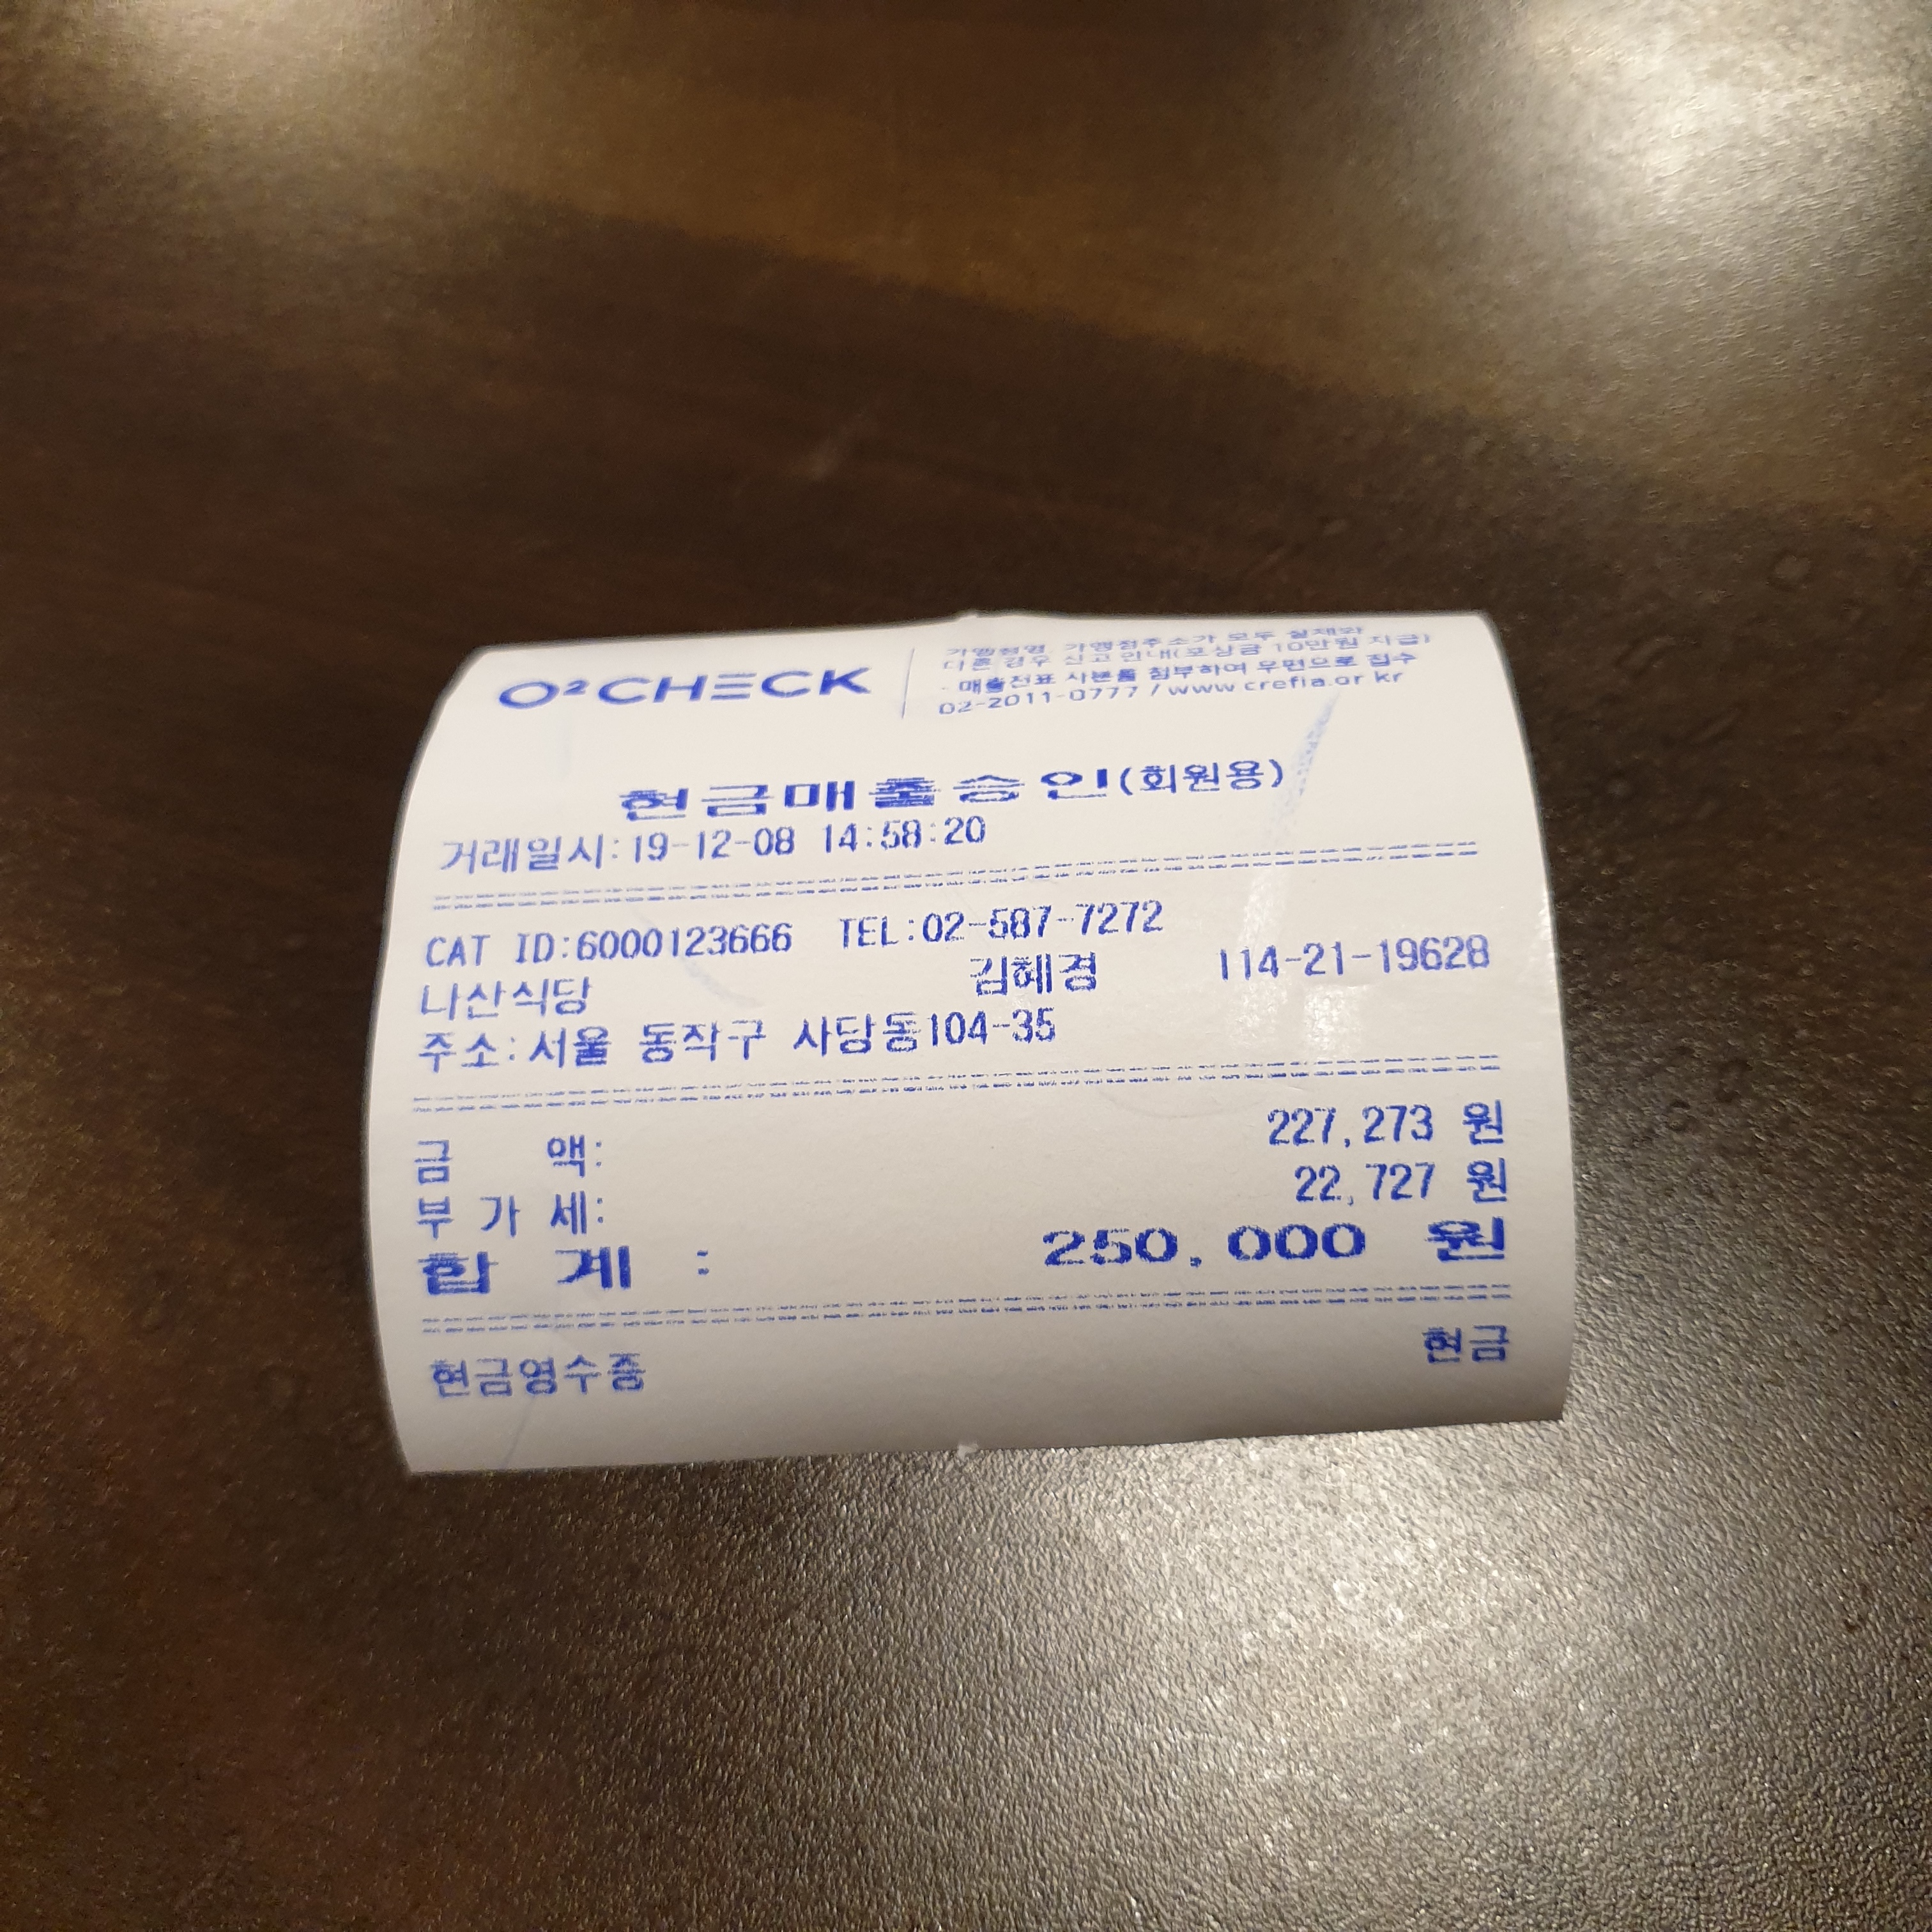 O²CHECK
가맹점명, 가맹점주소가 모두 실제와
다른 경우 신고 안내(포상금 10만원 지급)
- 매출전표 사본를 첨부하여 우편으로 접수
02-2011-0777 / www.crefia.or.kr
현금매출승인(회원용)
거래일시:19-12-08 14:58:20
CAT ID:6000123666 TEL:02-587-7272
나산식당 김혜경 114-21-19628
주소:서울 동작구 사당동104-35
금 액: 227,273 원
부 가 세: 22,727 원
합 계 : 250,000 원
현금영수증 현금